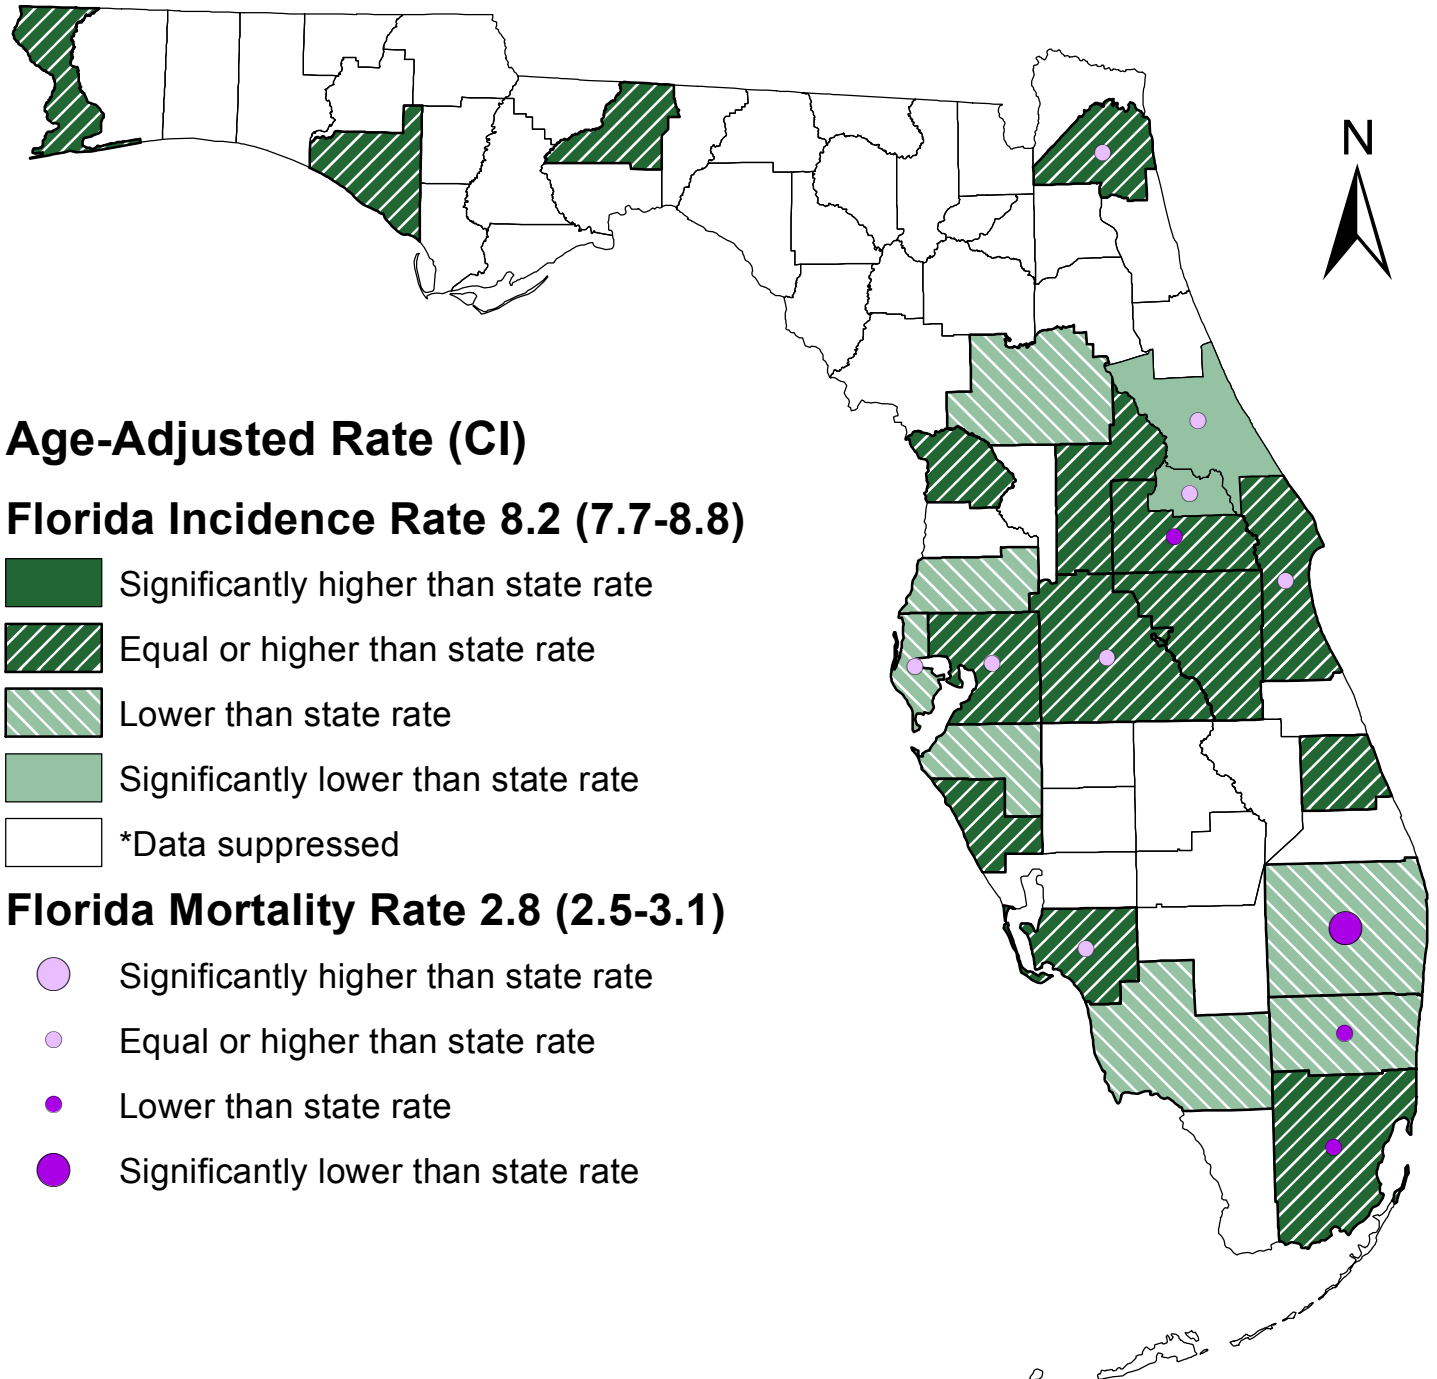 N
Age-Adjusted Rate (CI)
Florida Incidence Rate 8.2 (7.7-8.8)
Significantly higher than state rate
Equal or higher than state rate
Lower than state rate
Significantly lower than state rate
*Data suppressed
Florida Mortality Rate 2.8 (2.5-3.1)
Significantly higher than state rate
Equal or higher than state rate
Lower than state rate
Significantly lower than state rate